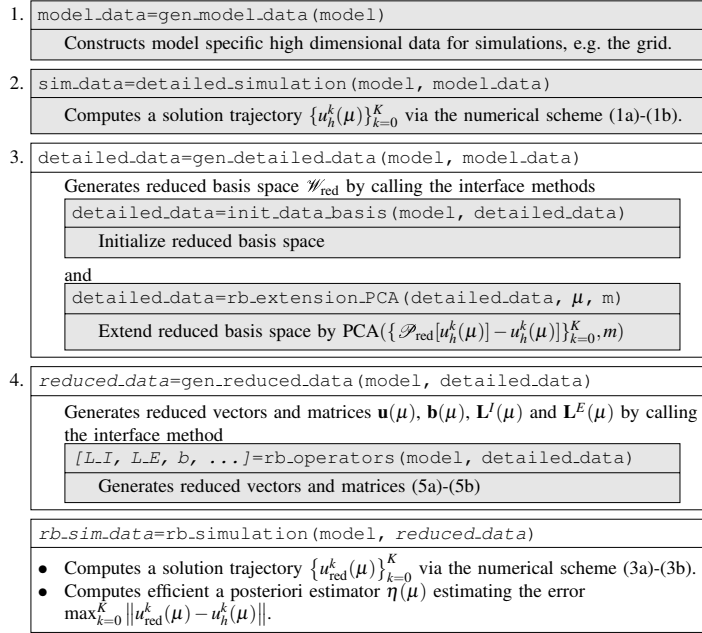 1. model_data=gen_model_data(model)
Constructs model specific high dimensional data for simulations, e.g. the grid.
2. sim_data=detailed_simulation(model, model_data)
Computes a solution trajectory {u_h^k(μ)}_{k=0}^K via the numerical scheme (1a)-(1b).
3. detailed_data=gen_detailed_data(model, model_data)
Generates reduced basis space 𝒲_red by calling the interface methods
detailed_data=init_data_basis(model, detailed_data)
Initialize reduced basis space
and
detailed_data=rb_extension_PCA(detailed_data, μ, m)
Extend reduced basis space by PCA({𝒫_red[u_h^k(μ)] − u_h^k(μ)]}_{k=0}^K, m)
4. reduced_data=gen_reduced_data(model, detailed_data)
Generates reduced vectors and matrices u(μ), b(μ), L^I(μ) and L^E(μ) by calling
the interface method
[L_I, L_E, b, ...]=rb_operators(model, detailed_data)
Generates reduced vectors and matrices (5a)-(5b)
rb_sim_data=rb_simulation(model, reduced_data)
• Computes a solution trajectory {u_red^k(μ)}_{k=0}^K via the numerical scheme (3a)-(3b).
• Computes efficient a posteriori estimator η(μ) estimating the error
max_{k=0}^K ‖u_red^k(μ) − u_h^k(μ)‖.